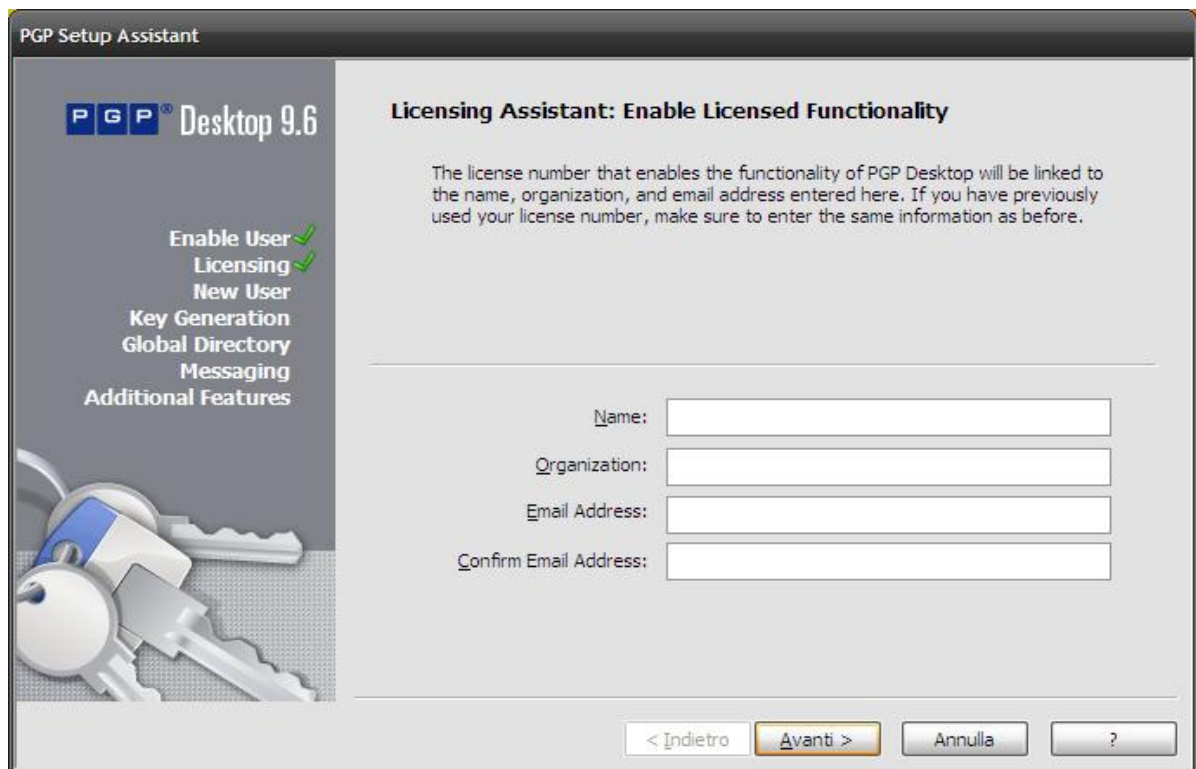 PGP Setup Assistant
PGP® Desktop 9.6
Enable User
Licensing
New User
Key Generation
Global Directory
Messaging
Additional Features
Licensing Assistant: Enable Licensed Functionality
The license number that enables the functionality of PGP Desktop will be linked to
the name, organization, and email address entered here. If you have previously
used your license number, make sure to enter the same information as before.
Name:
Organization:
Email Address:
Confirm Email Address:
< Indietro
Avanti >
Annulla
?